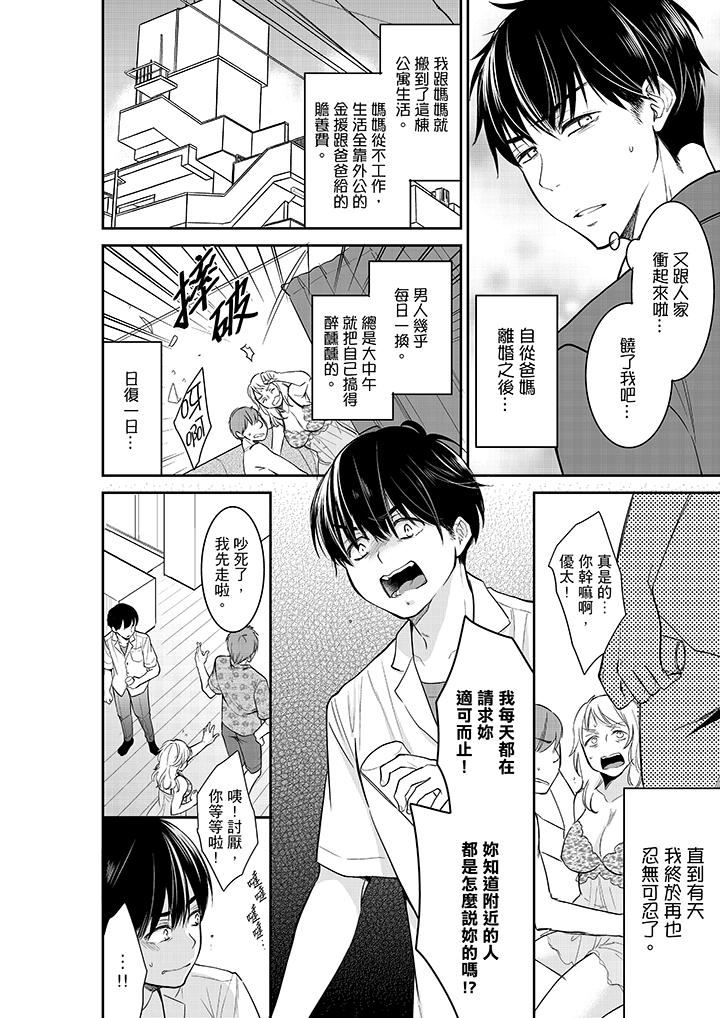 又跟人家
衝起來啦…
饒了我吧…
自從爸媽
離婚之後…
我跟媽媽就
搬到了這棟
公寓生活。
媽媽從不工作，
生活全靠外公的
金援跟爸爸給的
贍養費。
男人幾乎
每日一換。
總是大中午
就把自己搞得
醉醺醺的。
摔破
日復一日…
真是的…
你幹嘛啊，
優太！
直到有天
我終於再也
忍無可忍了。
我每天都在
請求妳
適可而止！
妳知道附近的人
都是怎麼說妳的嗎!?
吵死了，
我先走啦。
咦！討厭，
你等等啦！
噠噠
噠噠
…!!